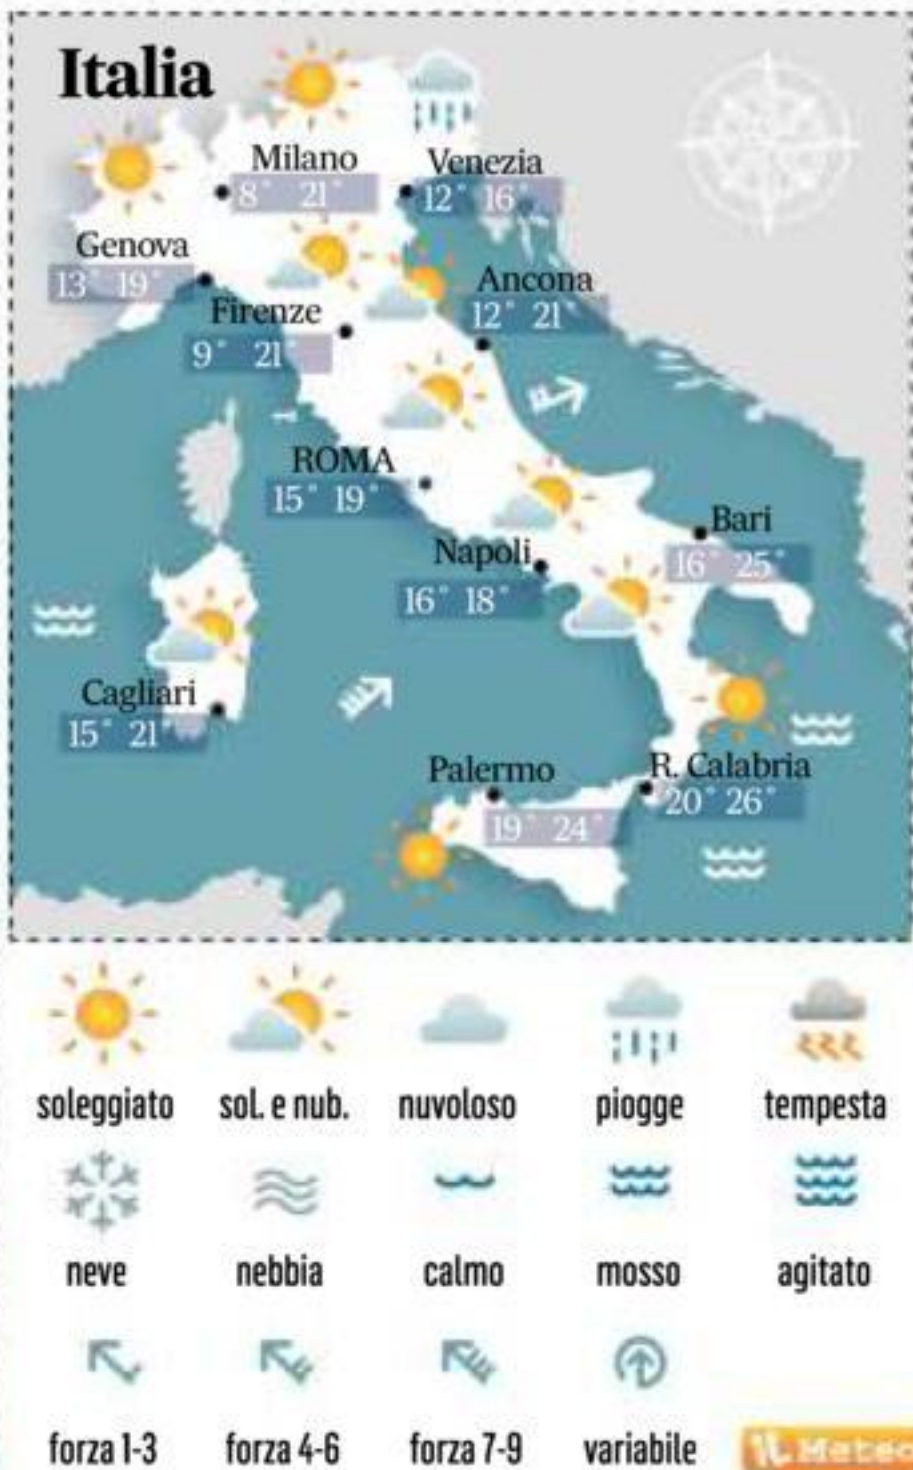 Italia
Milano
8° 21°
Venezia
12° 16°
Genova
13° 19°
Ancona
12° 21°
Firenze
9° 21°
ROMA
15° 19°
Bari
16° 25°
Napoli
16° 18°
Cagliari
15° 21°
Palermo
19° 24°
R. Calabria
20° 26°
soleggiato sol. e nub. nuvoloso piogge tempesta
neve nebbia calmo mosso agitato
forza 1-3 forza 4-6 forza 7-9 variabile
iL Meteo